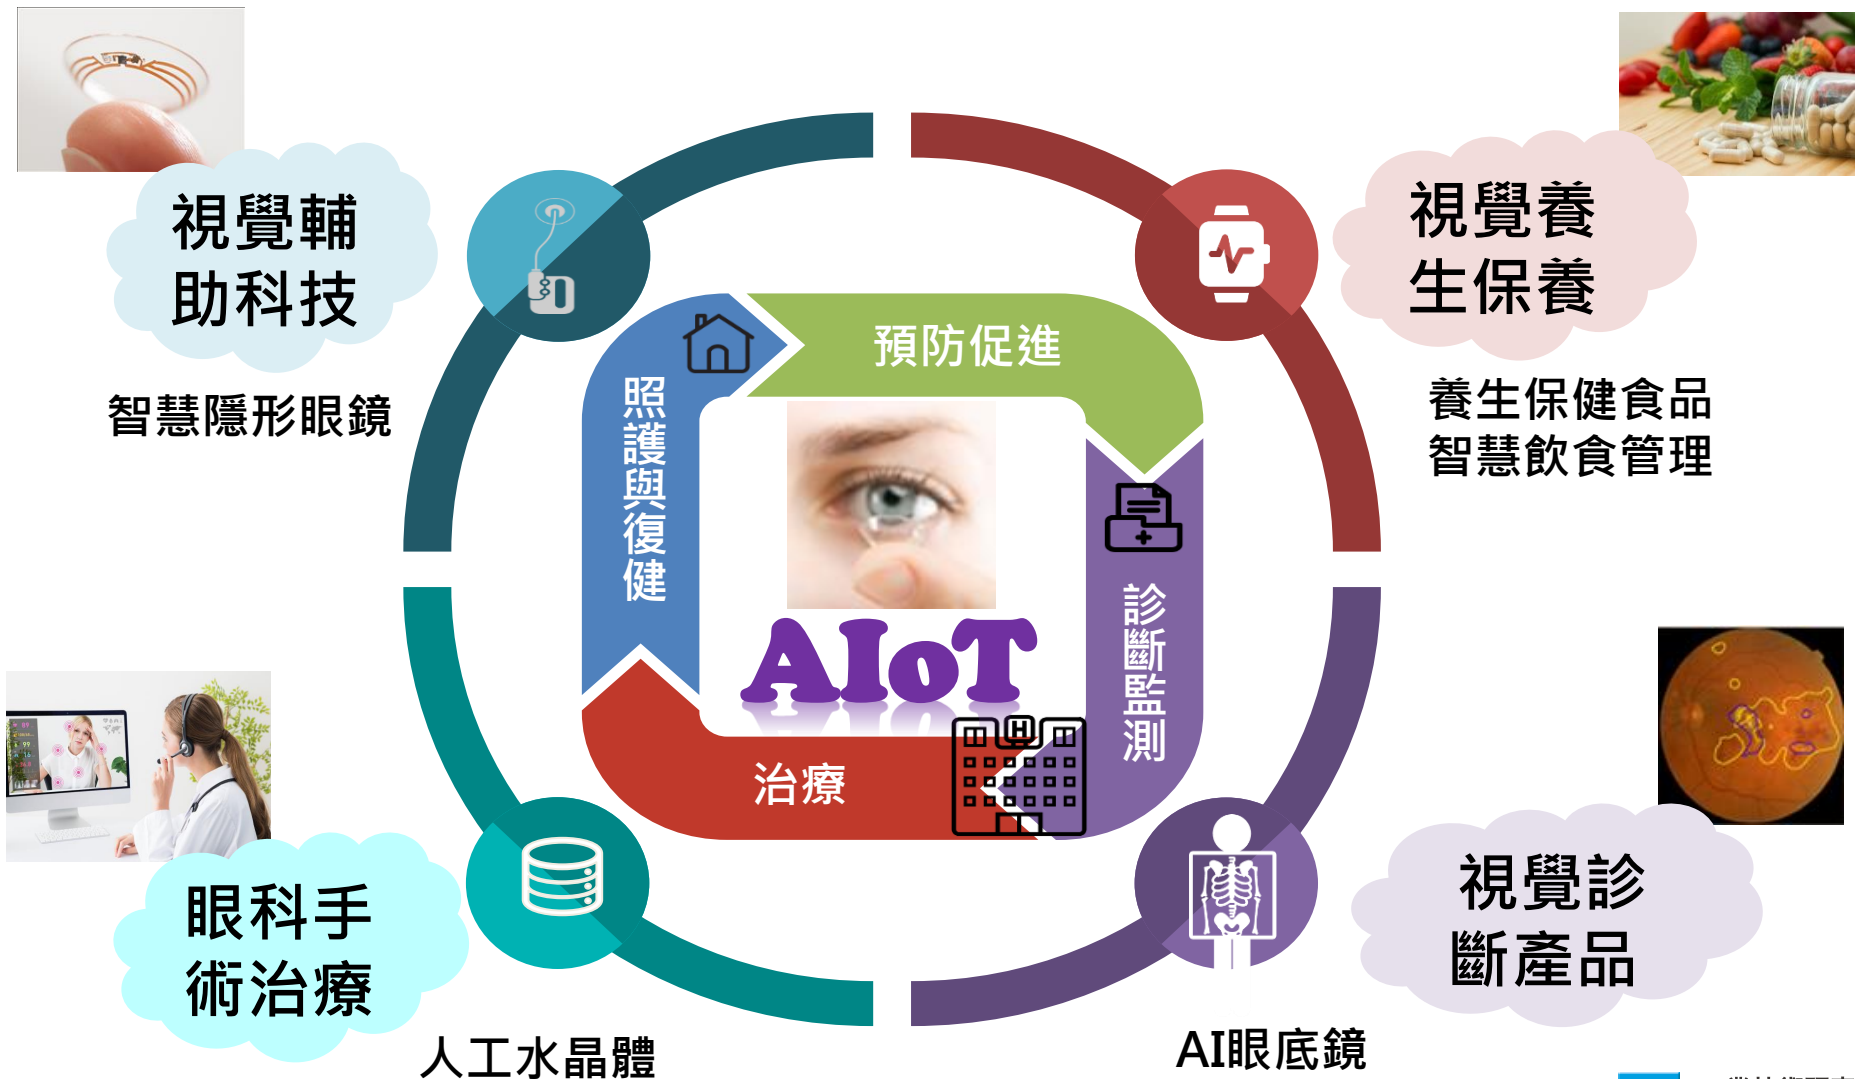 視覺輔
助科技
智慧隱形眼鏡
視覺養
生保養
養生保健食品
智慧飲食管理
預防促進
照護與復健
診斷監測
治療
AIoT
H
眼科手
術治療
人工水晶體
視覺診
斷產品
AI眼底鏡